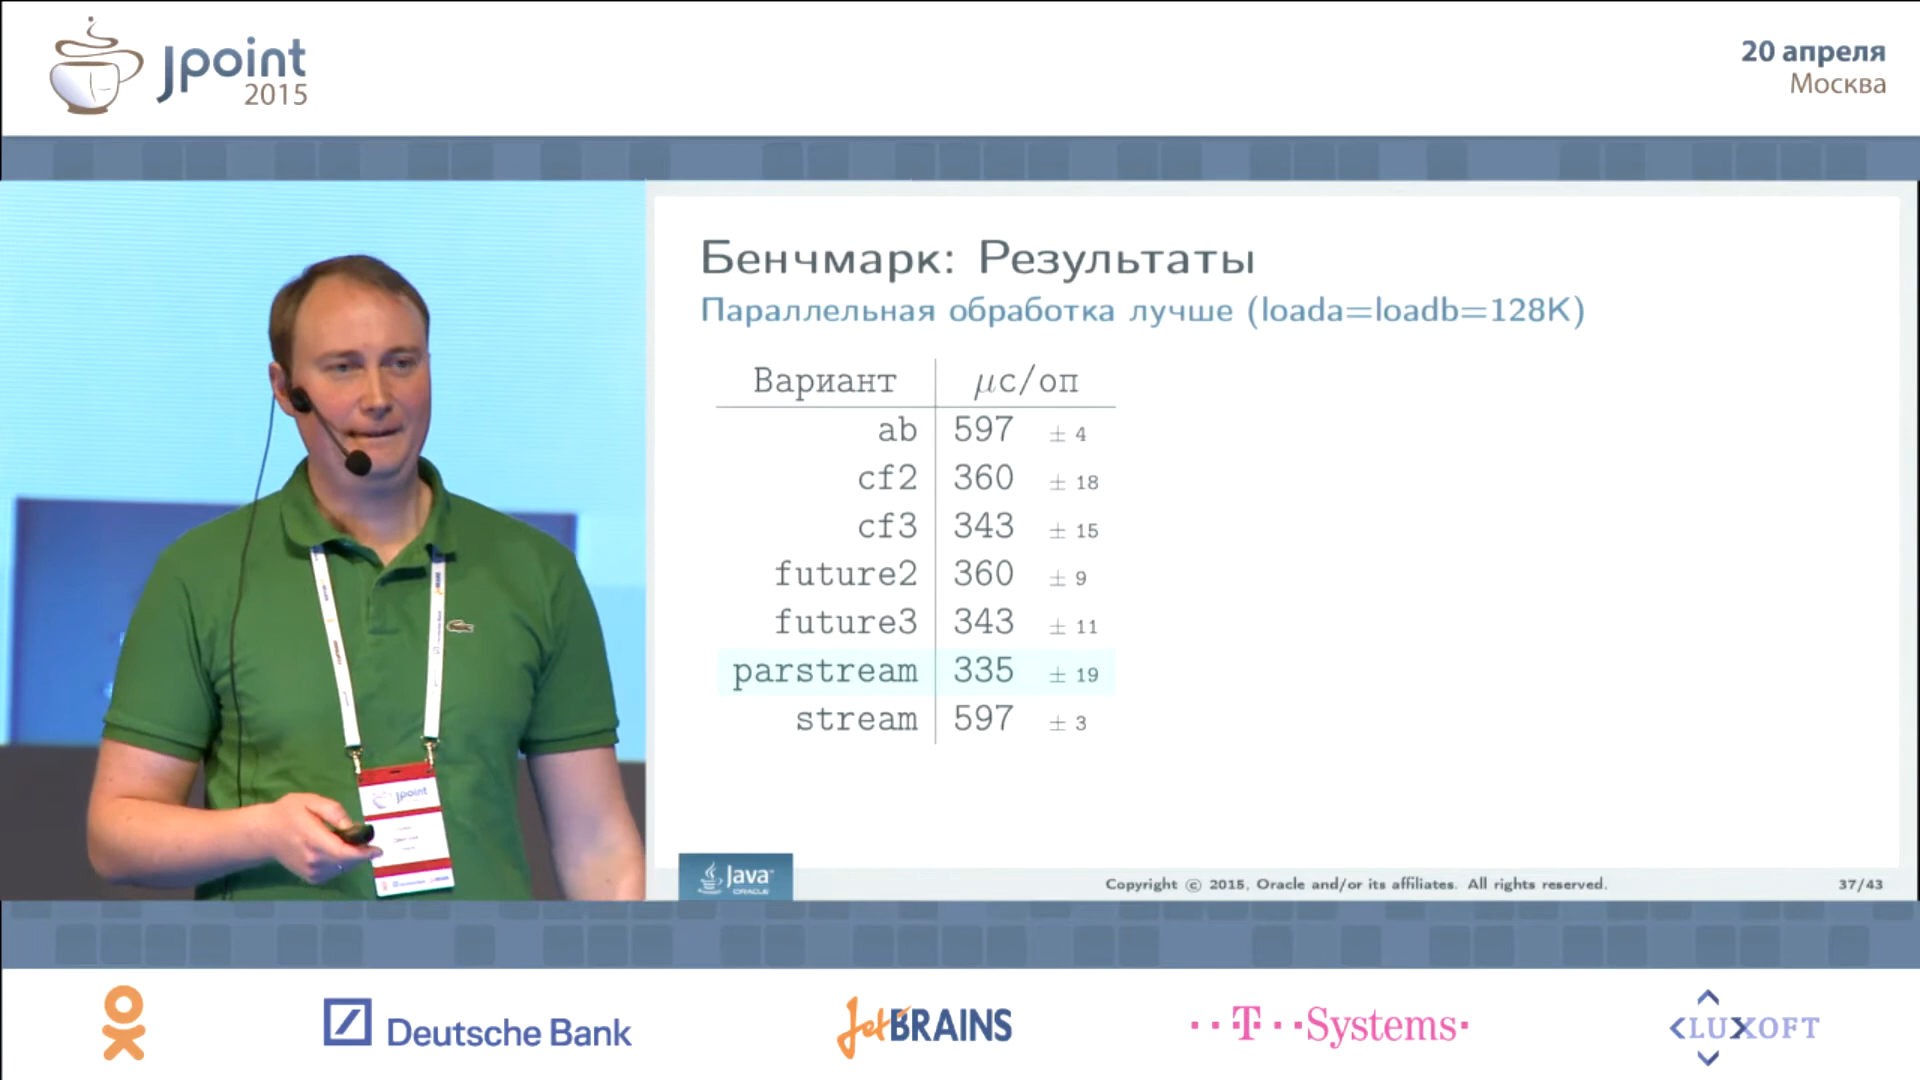 Jpoint
2015
20 апреля
Москва
Бенчмарк: Результаты
Параллельная обработка лучше (loada=loadb=128K)
Вариант μс/оп
ab 597 ± 4
cf2 360 ± 18
cf3 343 ± 15
future2 360 ± 9
future3 343 ± 11
parstream 335 ± 19
stream 597 ± 3
jpoint
Java
ORACLE
Copyright © 2015, Oracle and/or its affiliates. All rights reserved.
37/43
Deutsche Bank
JetBRAINS
··T··Systems·
LUXOFT